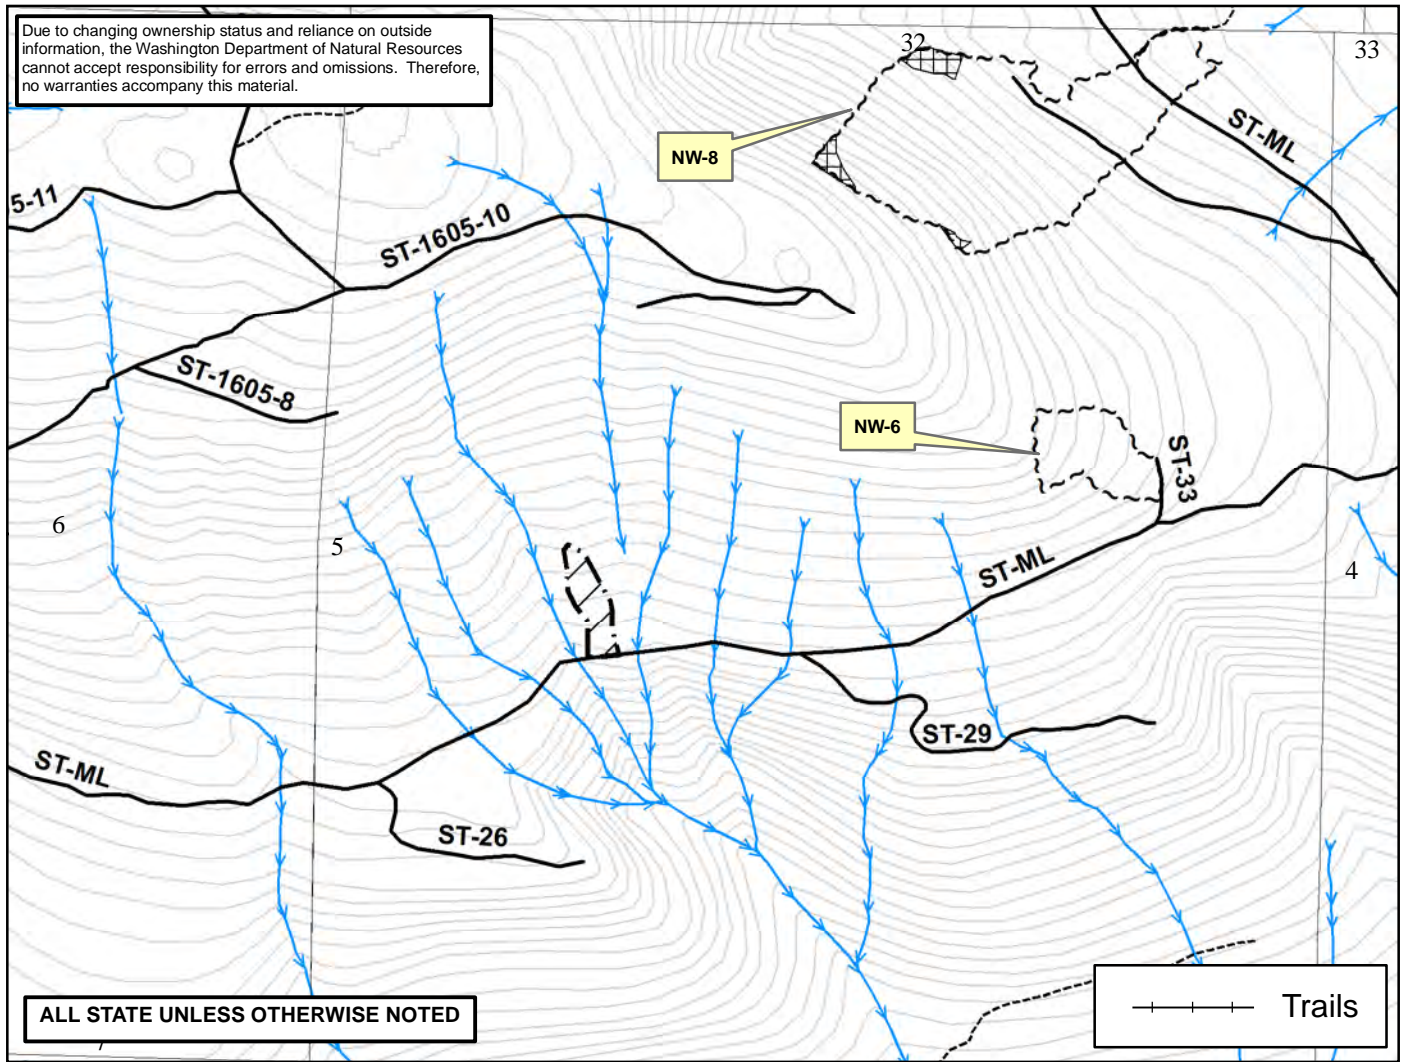 Due to changing ownership status and reliance on outside
information, the Washington Department of Natural Resources
cannot accept responsibility for errors and omissions.  Therefore,
no warranties accompany this material.
32
33
NW-8
ST-ML
5-11
ST-1605-10
ST-1605-8
NW-6
ST-33
6
5
ST-ML
4
ST-29
ST-ML
ST-26
ALL STATE UNLESS OTHERWISE NOTED
Trails